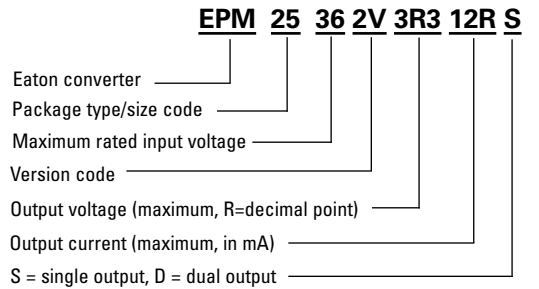 EPM 25 36 2V 3R3 12R S
Eaton converter
Package type/size code
Maximum rated input voltage
Version code
Output voltage (maximum, R=decimal point)
Output current (maximum, in mA)
S = single output, D = dual output